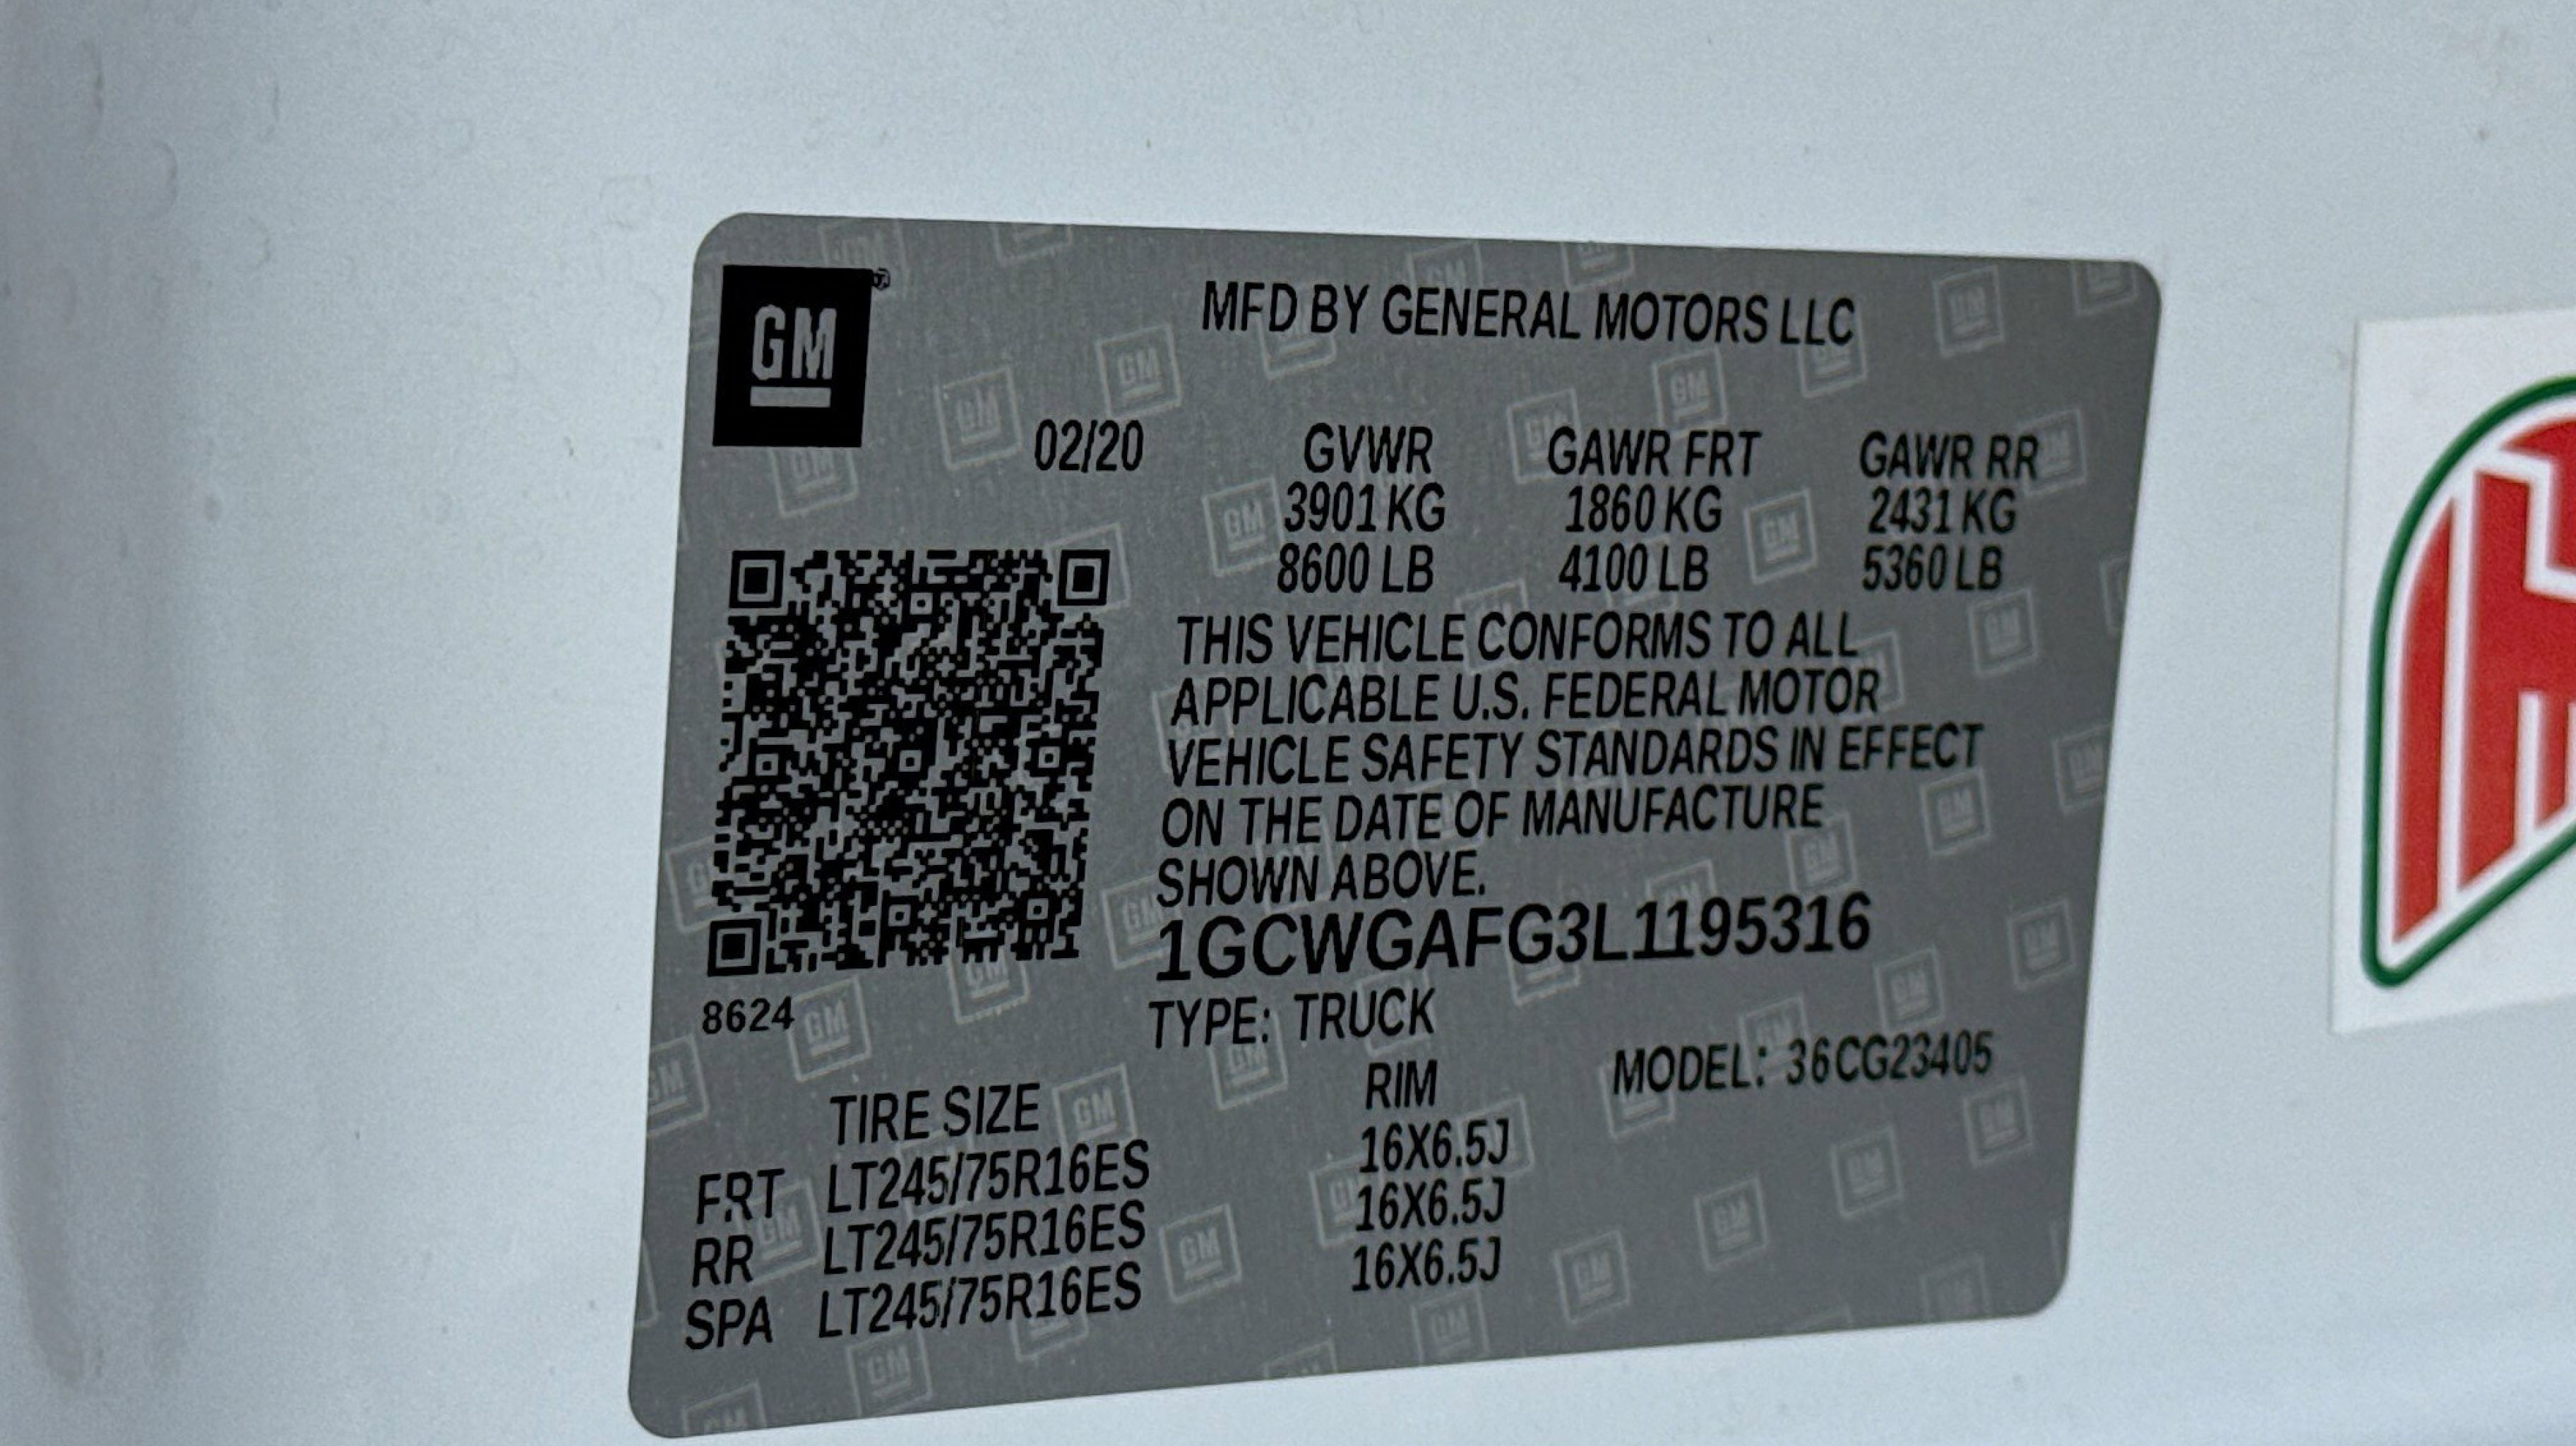 GM
MFD BY GENERAL MOTORS LLC
02/20 GVWR GAWR FRT GAWR RR
3901 KG 1860 KG 2431 KG
8600 LB 4100 LB 5360 LB
THIS VEHICLE CONFORMS TO ALL
APPLICABLE U.S. FEDERAL MOTOR
VEHICLE SAFETY STANDARDS IN EFFECT
ON THE DATE OF MANUFACTURE
SHOWN ABOVE.
1GCWGAFG3L1195316
8624
TYPE: TRUCK
MODEL: 36CG23405
TIRE SIZE RIM
FRT LT245/75R16ES 16X6.5J
RR LT245/75R16ES 16X6.5J
SPA LT245/75R16ES 16X6.5J